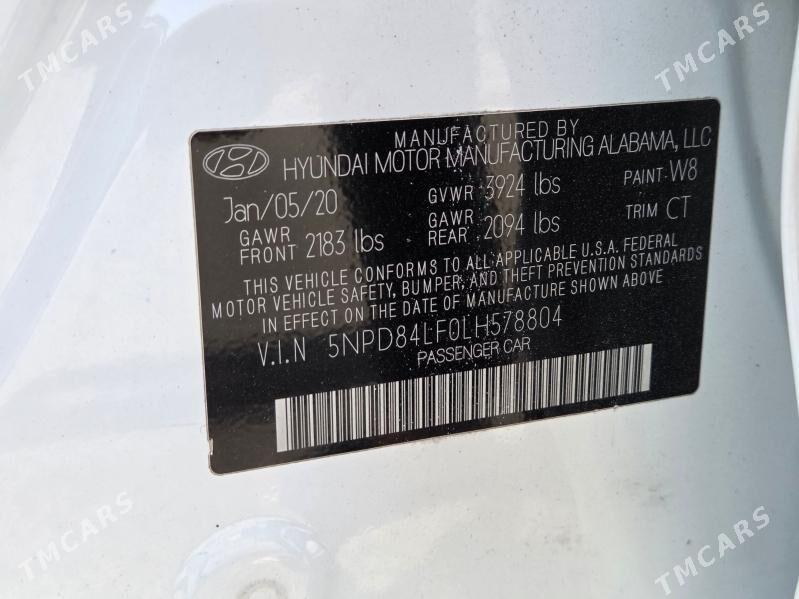 TMCARS
TMCARS
MANUFACTURED BY
HYUNDAI MOTOR MANUFACTURING ALABAMA, LLC
Jan/05/20 GVWR 3924 lbs PAINT: W8
GAWR FRONT 2183 lbs GAWR REAR 2094 lbs TRIM CT
THIS VEHICLE CONFORMS TO ALL APPLICABLE U.S.A. FEDERAL
MOTOR VEHICLE SAFETY, BUMPER, AND THEFT PREVENTION STANDARDS
IN EFFECT ON THE DATE OF MANUFACTURE SHOWN ABOVE
V.I.N 5NPD84LF0LH578804
PASSENGER CAR
TMCARS
TMCARS